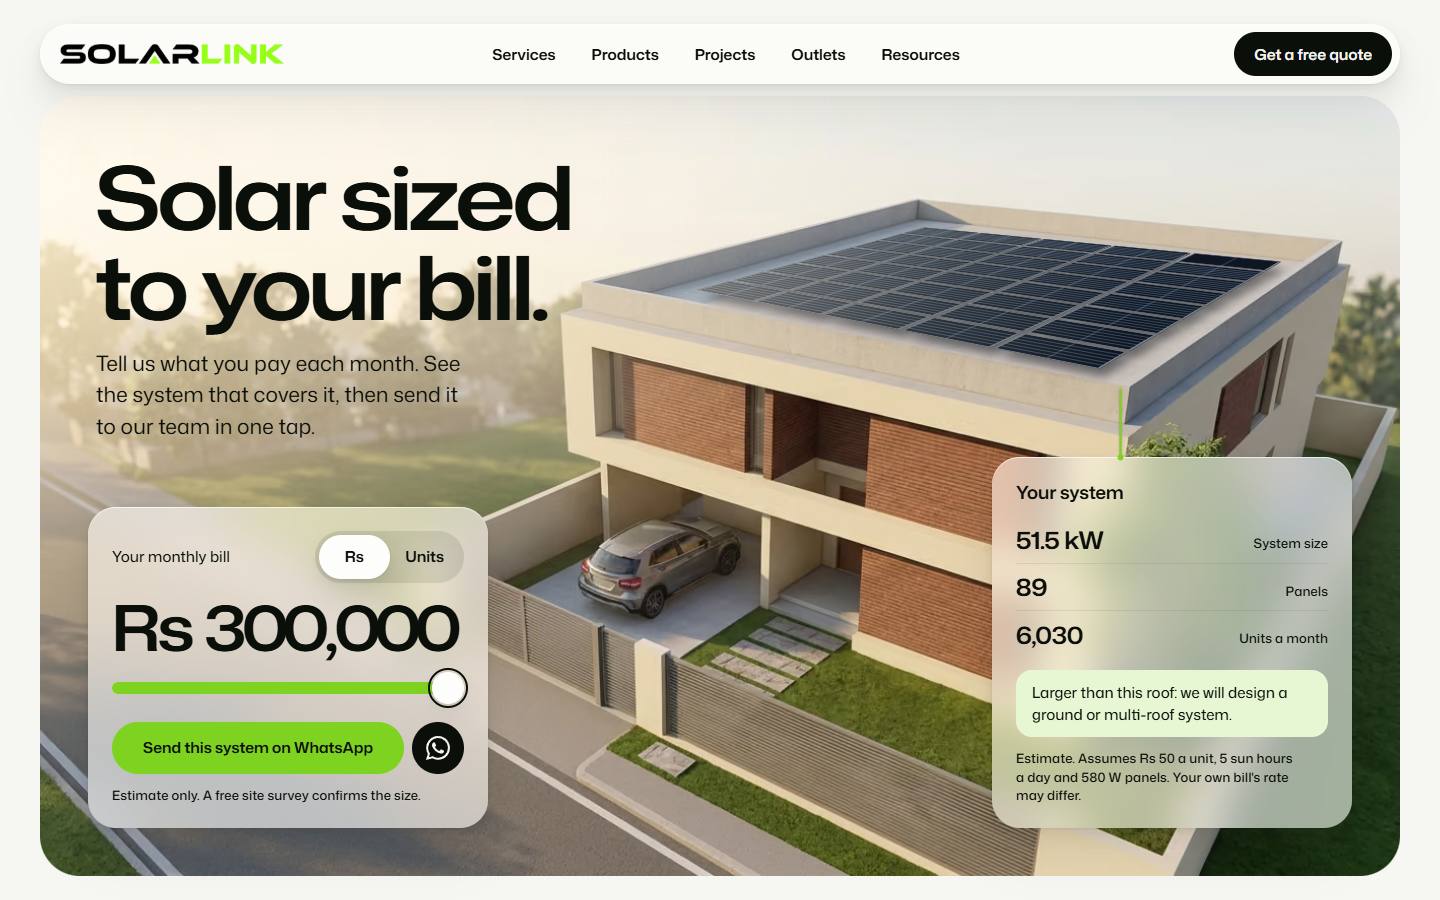 SOLARLINK
Services
Products
Projects
Outlets
Resources
Get a free quote
Solar sized
to your bill.
Tell us what you pay each month. See
the system that covers it, then send it
to our team in one tap.
Your monthly bill
Rs
Units
Rs 300,000
Send this system on WhatsApp
Estimate only. A free site survey confirms the size.
Your system
51.5 kW
System size
89
Panels
6,030
Units a month
Larger than this roof: we will design a
ground or multi-roof system.
Estimate. Assumes Rs 50 a unit, 5 sun hours
a day and 580 W panels. Your own bill's rate
may differ.